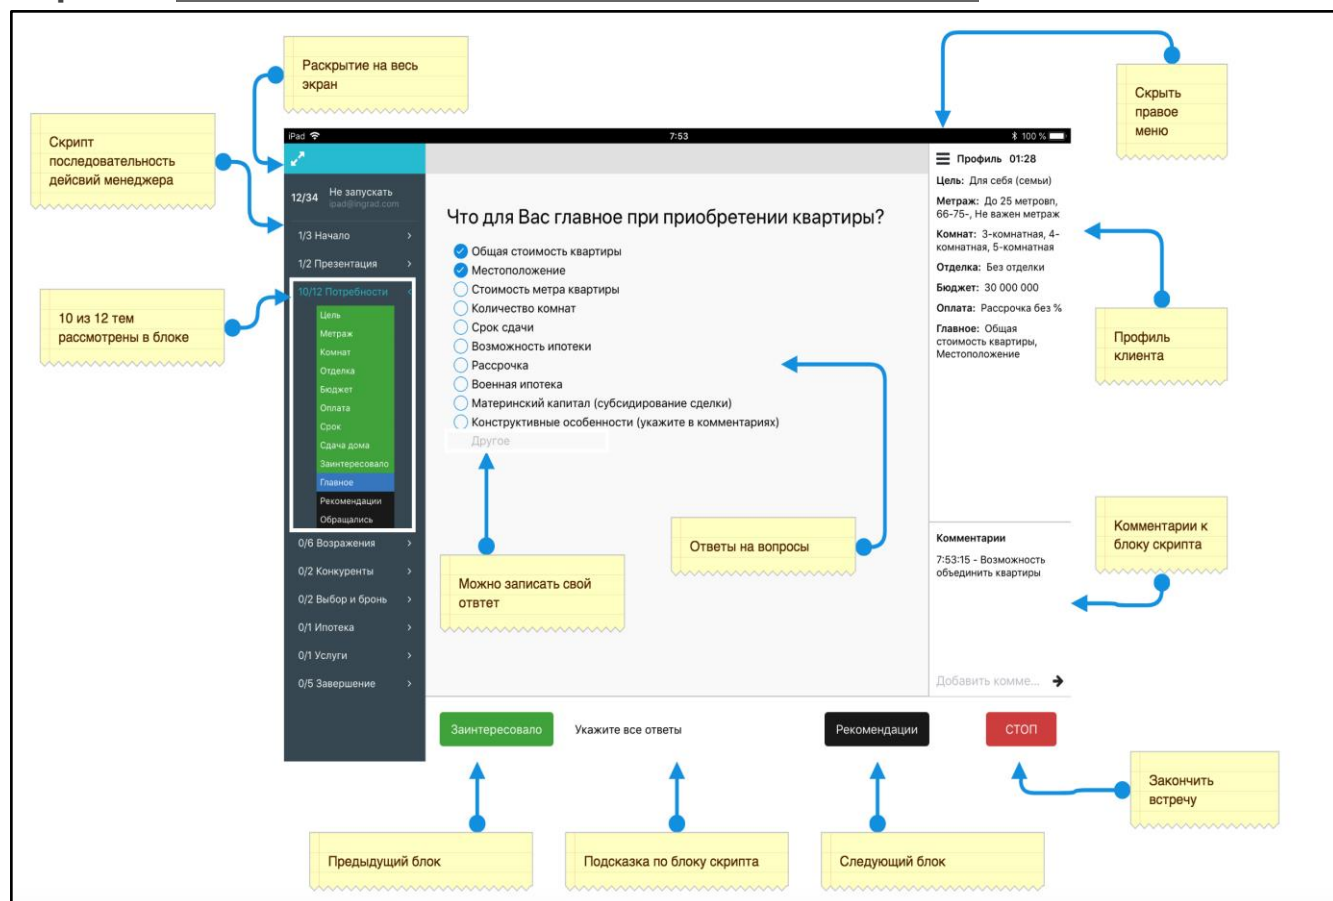 Раскрытие на весь
экран
Скрыть
правое
меню
Скрипт
последовательность
дейсвий менеджера
iPad
7:53
100 %
12/34
Не запускать
ipad@ingrad.com
1/3 Начало
1/2 Презентация
10/12 Потребности
Цель
Метраж
Комнат
Отделка
Бюджет
Оплата
Срок
Сдача дома
Заинтересовало
Главное
Рекомендации
Обращались
0/6 Возражения
0/2 Конкуренты
0/2 Выбор и бронь
0/1 Ипотека
0/1 Услуги
0/5 Завершение
10 из 12 тем
рассмотрены в блоке
Что для Вас главное при приобретении квартиры?
Общая стоимость квартиры
Местоположение
Стоимость метра квартиры
Количество комнат
Срок сдачи
Возможность ипотеки
Рассрочка
Военная ипотека
Материнский капитал (субсидирование сделки)
Конструктивные особенности (укажите в комментариях)
Другое
Ответы на вопросы
Можно записать свой
отвтет
Профиль 01:28
Цель: Для себя (семьи)
Метраж: До 25 метровп,
66-75-, Не важен метраж
Комнат: 3-комнатная, 4-
комнатная, 5-комнатная
Отделка: Без отделки
Бюджет: 30 000 000
Оплата: Рассрочка без %
Главное: Общая
стоимость квартиры,
Местоположение
Профиль
клиента
Комментарии
7:53:15 - Возможность
объединить квартиры
Добавить комме...
Комментарии к
блоку скрипта
Заинтересовало
Укажите все ответы
Рекомендации
СТОП
Закончить
встречу
Предыдущий блок
Подсказка по блоку скрипта
Следующий блок